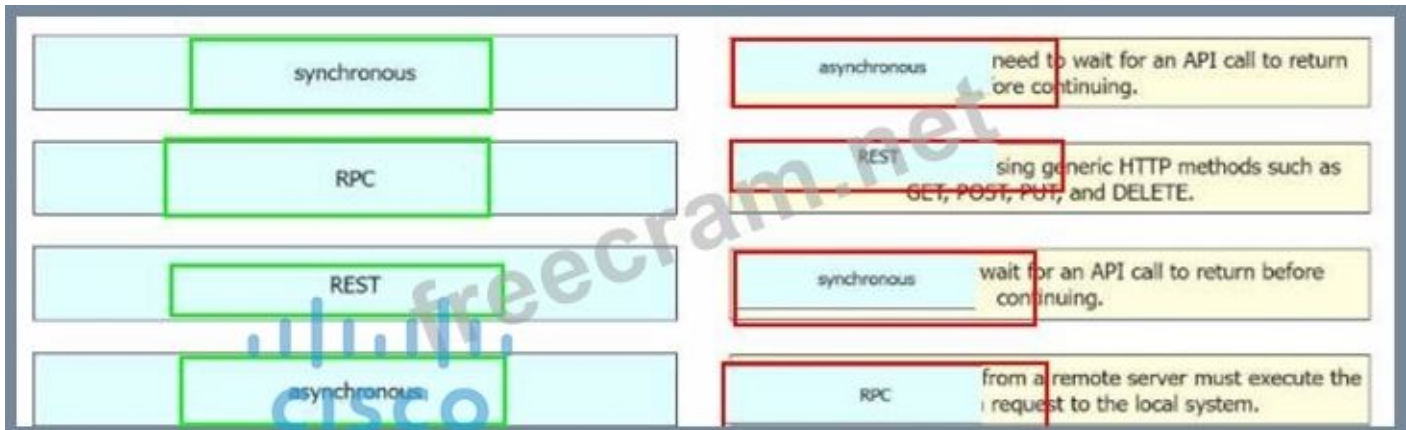 synchronous
asynchronous
need to wait for an API call to return
ore continuing.
RPC
REST
sing generic HTTP methods such as
GET, POST, PUT, and DELETE.
REST
synchronous
wait for an API call to return before
continuing.
asynchronous
RPC
from a remote server must execute the
request to the local system.
freecram.net
CISCO